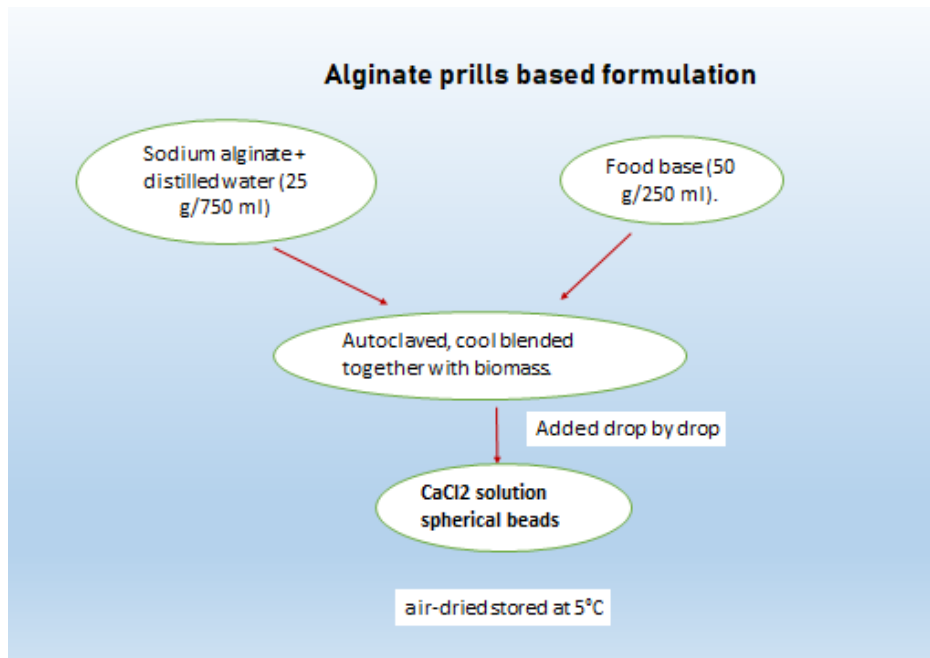 Alginate prills based formulation
Sodium alginate +
distilled water (25
g/750 ml)
Food base (50
g/250 ml).
Autoclaved, cool blended
together with biomass.
Added drop by drop
CaCl2 solution
spherical beads
air-dried stored at 5°C